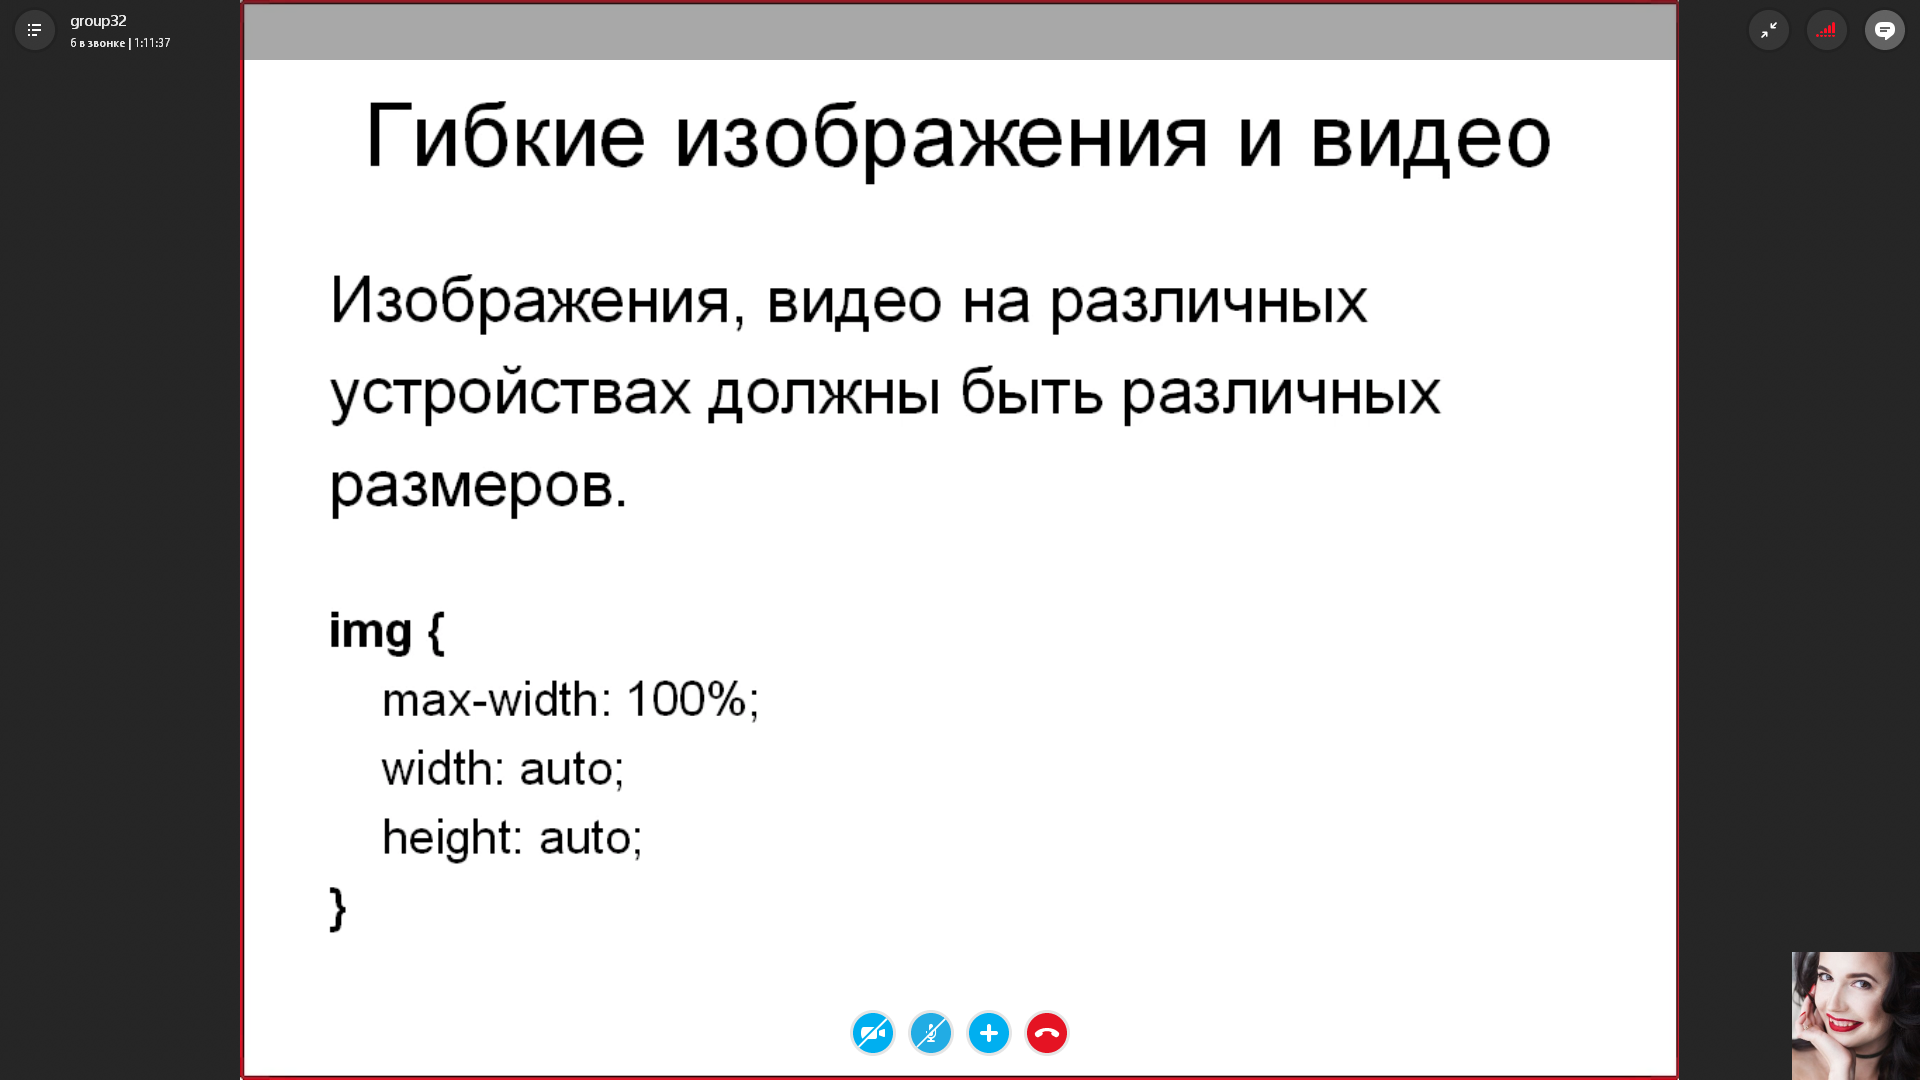 group32
6 в звонке | 1:11:37
Гибкие изображения и видео
Изображения, видео на различных
устройствах должны быть различных
размеров.
img {
max-width: 100%;
width: auto;
height: auto;
}